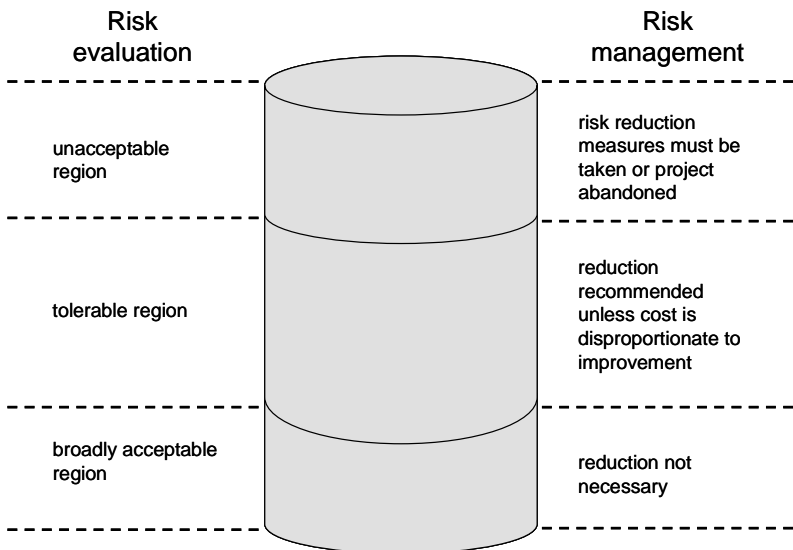 Risk
evaluation
Risk
management
unacceptable
region
risk reduction
measures must be
taken or project
abandoned
tolerable region
reduction
recommended
unless cost is
disproportionate to
improvement
broadly acceptable
region
reduction not
necessary